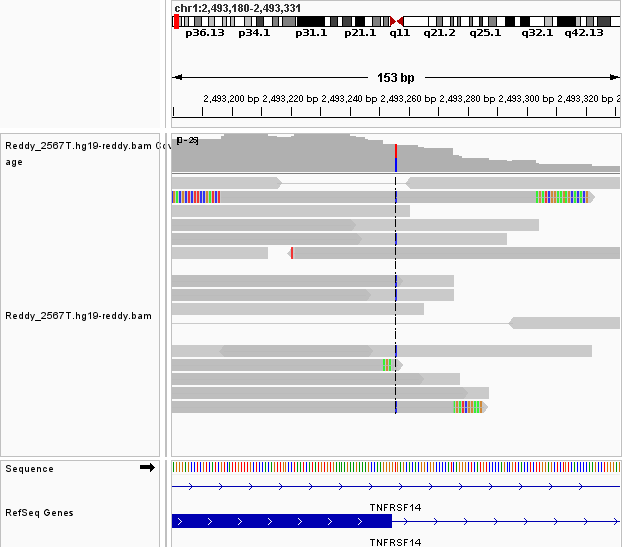 chr1:2,493,180-2,493,331
p36.13 p34.1 p31.1 p21.1 q11 q21.2 q25.1 q32.1 q42.13
153 bp
2,493,200 bp 2,493,220 bp 2,493,240 bp 2,493,260 bp 2,493,280 bp 2,493,300 bp 2,493,320 bp 2
Reddy_2567T.hg19-reddy.bam Cov
age
[0-25]
Reddy_2567T.hg19-reddy.bam
Sequence
RefSeq Genes
TNFRSF14
TNFRSF14